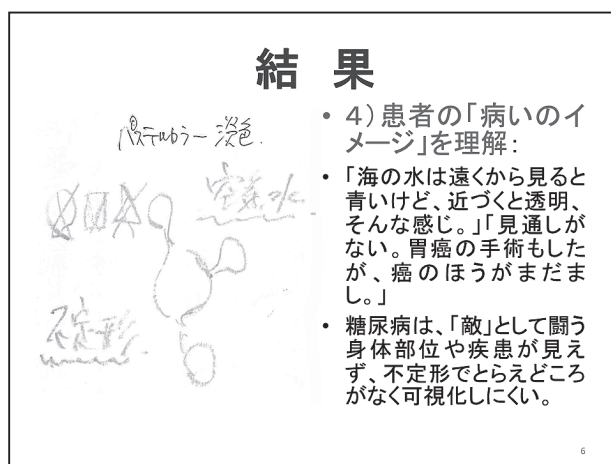 結 果
パステルカラー 淡色.
不定形
• 4)患者の「病いのイ
メージ」を理解:
• 「海の水は遠くから見ると
青いけど、近づくと透明、
そんな感じ。」「見通しが
ない。胃癌の手術もした
が、癌のほうがまだま
し。」
• 糖尿病は、「敵」として闘う
身体部位や疾患が見え
ず、不定形でとらえどころ
がなく可視化しにくい。
6